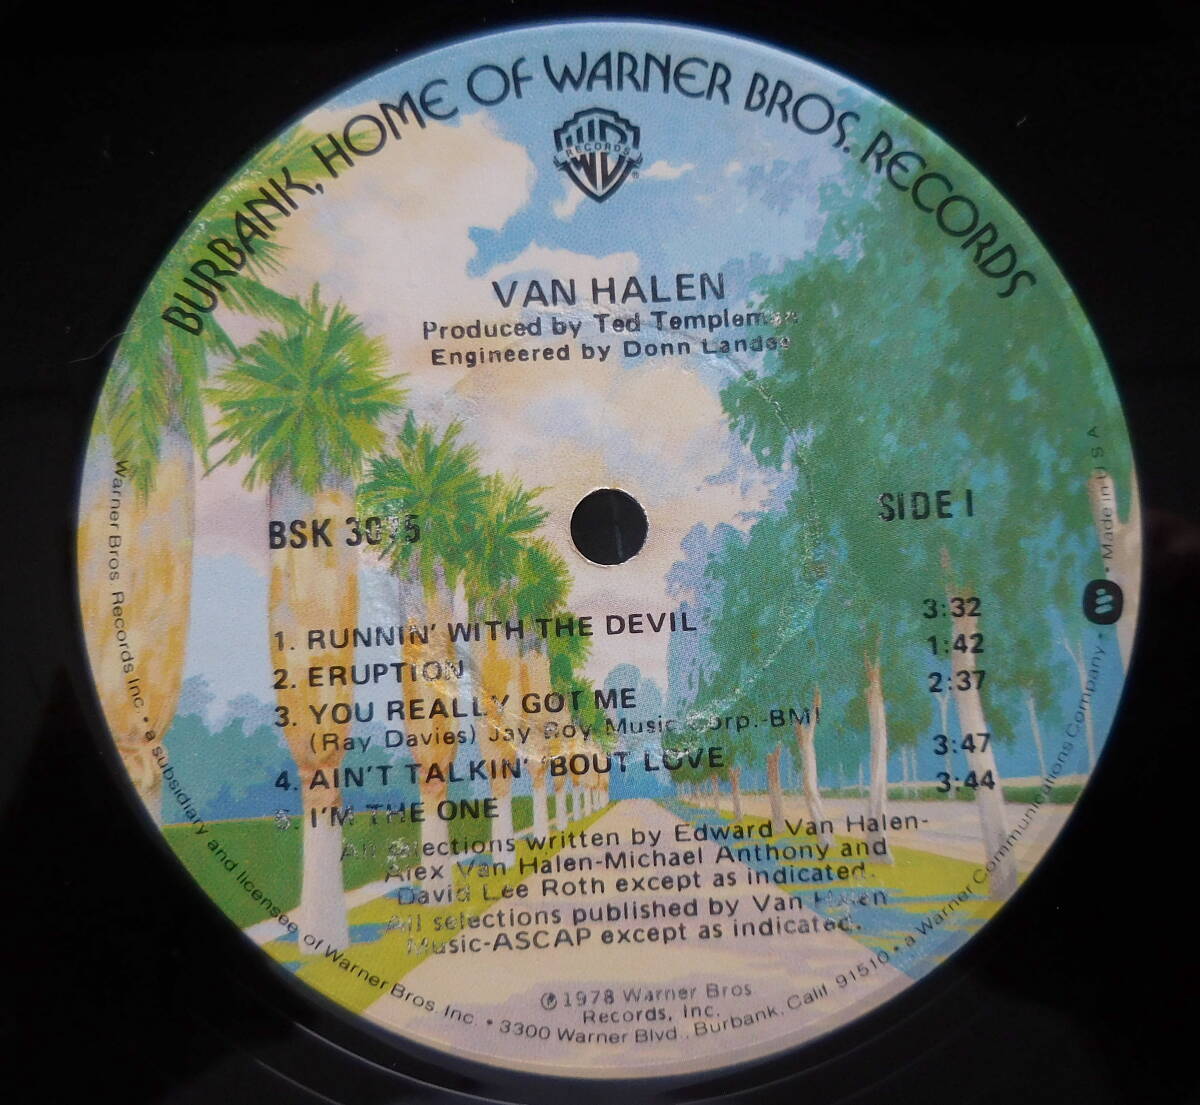 BURBANK, HOME OF WARNER BROS. RECORDS
WB
RECORDS
®
VAN HALEN
Produced by Ted Templeman
Engineered by Donn Landee
BSK 3075
SIDE 1
1. RUNNIN' WITH THE DEVIL 3:32
2. ERUPTION 1:42
3. YOU REALLY GOT ME 2:37
(Ray Davies) Jay Boy Music Corp.-BMI
4. AIN'T TALKIN' 'BOUT LOVE 3:47
5. I'M THE ONE 3:44
All selections written by Edward Van Halen-
Alex Van Halen-Michael Anthony and
David Lee Roth except as indicated.
All selections published by Van Halen
Music-ASCAP except as indicated.
℗1978 Warner Bros
Records, Inc.
Warner Bros. Records Inc. • a subsidiary and licensee of Warner Bros. Inc. • 3300 Warner Blvd., Burbank, Calif. 91510 • a Warner Communications Company • Made in U S A